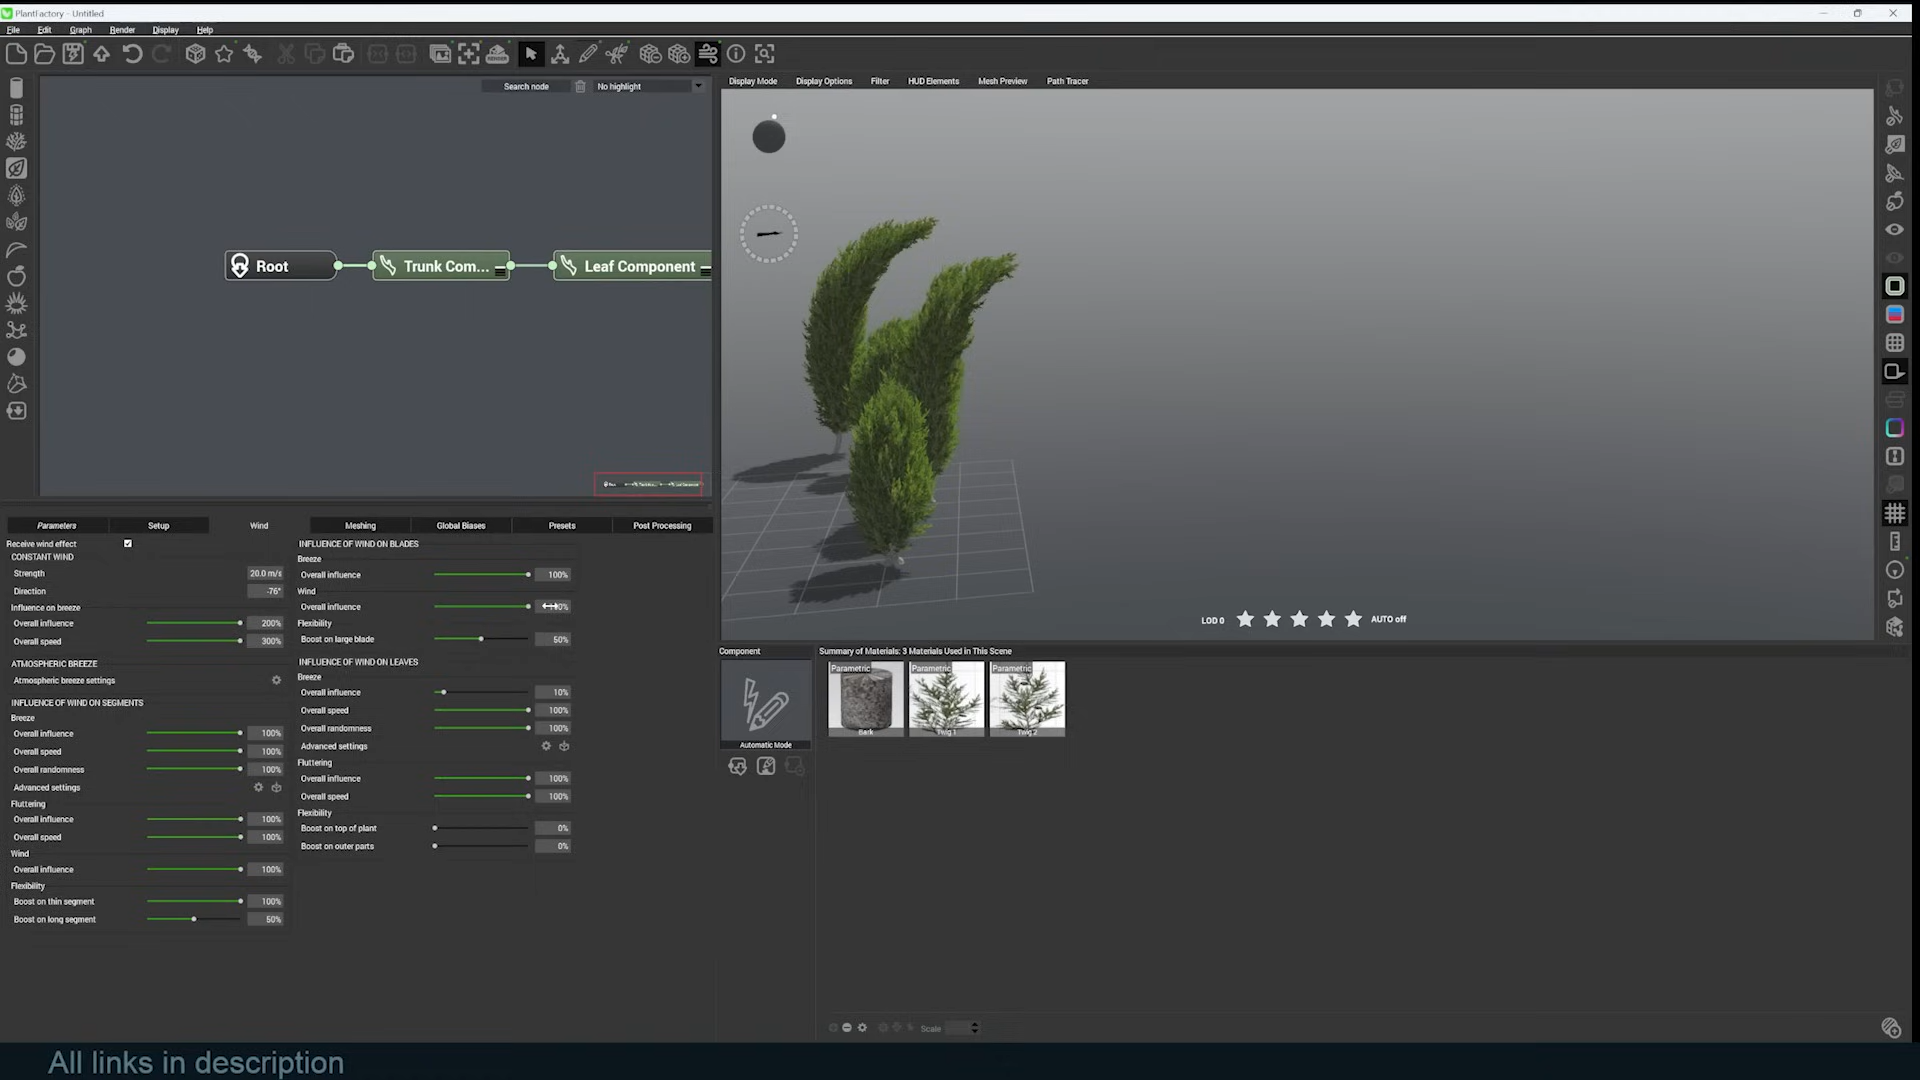 PlantFactory - Untitled
File Edit Graph Render Display Help
Search node No highlight
Display Mode Display Options Filter HUD Elements Mesh Preview Path Tracer
Root
Trunk Com...
Leaf Component
LOD 0 AUTO off
Parameters Setup Wind Meshing Global Biases Presets Post Processing
Receive wind effect
CONSTANT WIND
Strength 20.0 m/s
Direction -76°
Influence on breeze
Overall influence 200%
Overall speed 300%
ATMOSPHERIC BREEZE
Atmospheric breeze settings
INFLUENCE OF WIND ON SEGMENTS
Breeze
Overall influence 100%
Overall speed 100%
Overall randomness 100%
Advanced settings
Fluttering
Overall influence 100%
Overall speed 100%
Wind
Overall influence 100%
Flexibility
Boost on thin segment 100%
Boost on long segment 50%
INFLUENCE OF WIND ON BLADES
Breeze
Overall influence 100%
Wind
Overall influence
Flexibility
Boost on large blade 50%
INFLUENCE OF WIND ON LEAVES
Breeze
Overall influence 10%
Overall speed 100%
Overall randomness 100%
Advanced settings
Fluttering
Overall influence 100%
Overall speed 100%
Flexibility
Boost on top of plant 0%
Boost on outer parts 0%
Component
Automatic Mode
Summary of Materials: 3 Materials Used in This Scene
Parametric Parametric Parametric
Bark Twig 1 Twig 2
Scale
All links in description